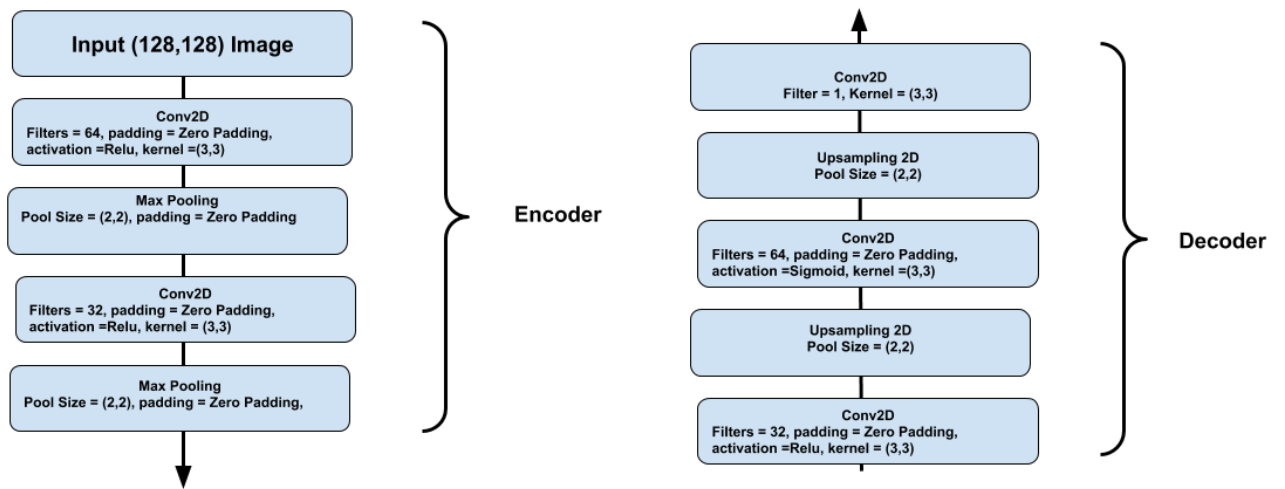 Input (128,128) Image
Conv2D
Filters = 64, padding = Zero Padding,
activation =Relu, kernel =(3,3)
Max Pooling
Pool Size = (2,2), padding = Zero Padding
Conv2D
Filters = 32, padding = Zero Padding,
activation =Relu, kernel = (3,3)
Max Pooling
Pool Size = (2,2), padding = Zero Padding,
Encoder
Conv2D
Filter = 1, Kernel = (3,3)
Upsampling 2D
Pool Size = (2,2)
Conv2D
Filters = 64, padding = Zero Padding,
activation =Sigmoid, kernel =(3,3)
Upsampling 2D
Pool Size = (2,2)
Conv2D
Filters = 32, padding = Zero Padding,
activation =Relu, kernel = (3,3)
Decoder